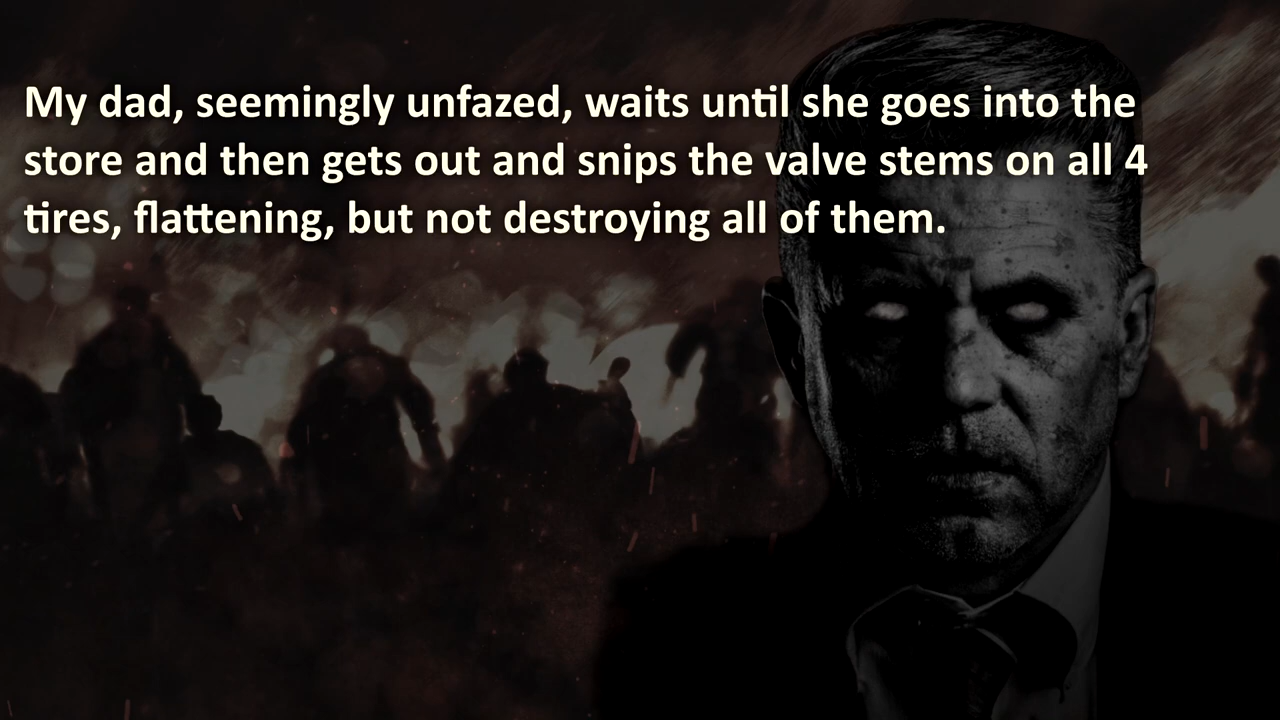 My dad, seemingly unfazed, waits until she goes into the
store and then gets out and snips the valve stems on all 4
tires, flattening, but not destroying all of them.